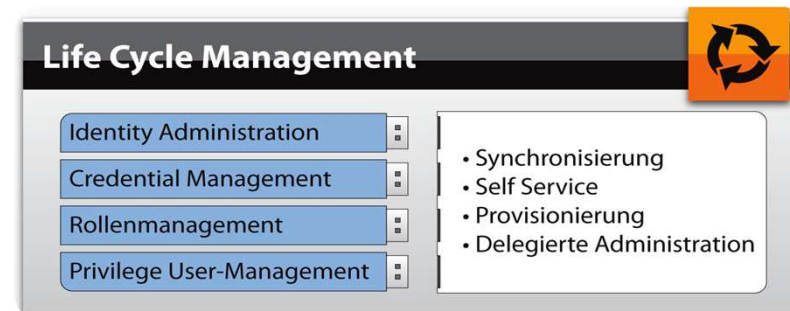 Life Cycle Management
Identity Administration
Credential Management
Rollenmanagement
Privilege User-Management
• Synchronisierung
• Self Service
• Provisionierung
• Delegierte Administration